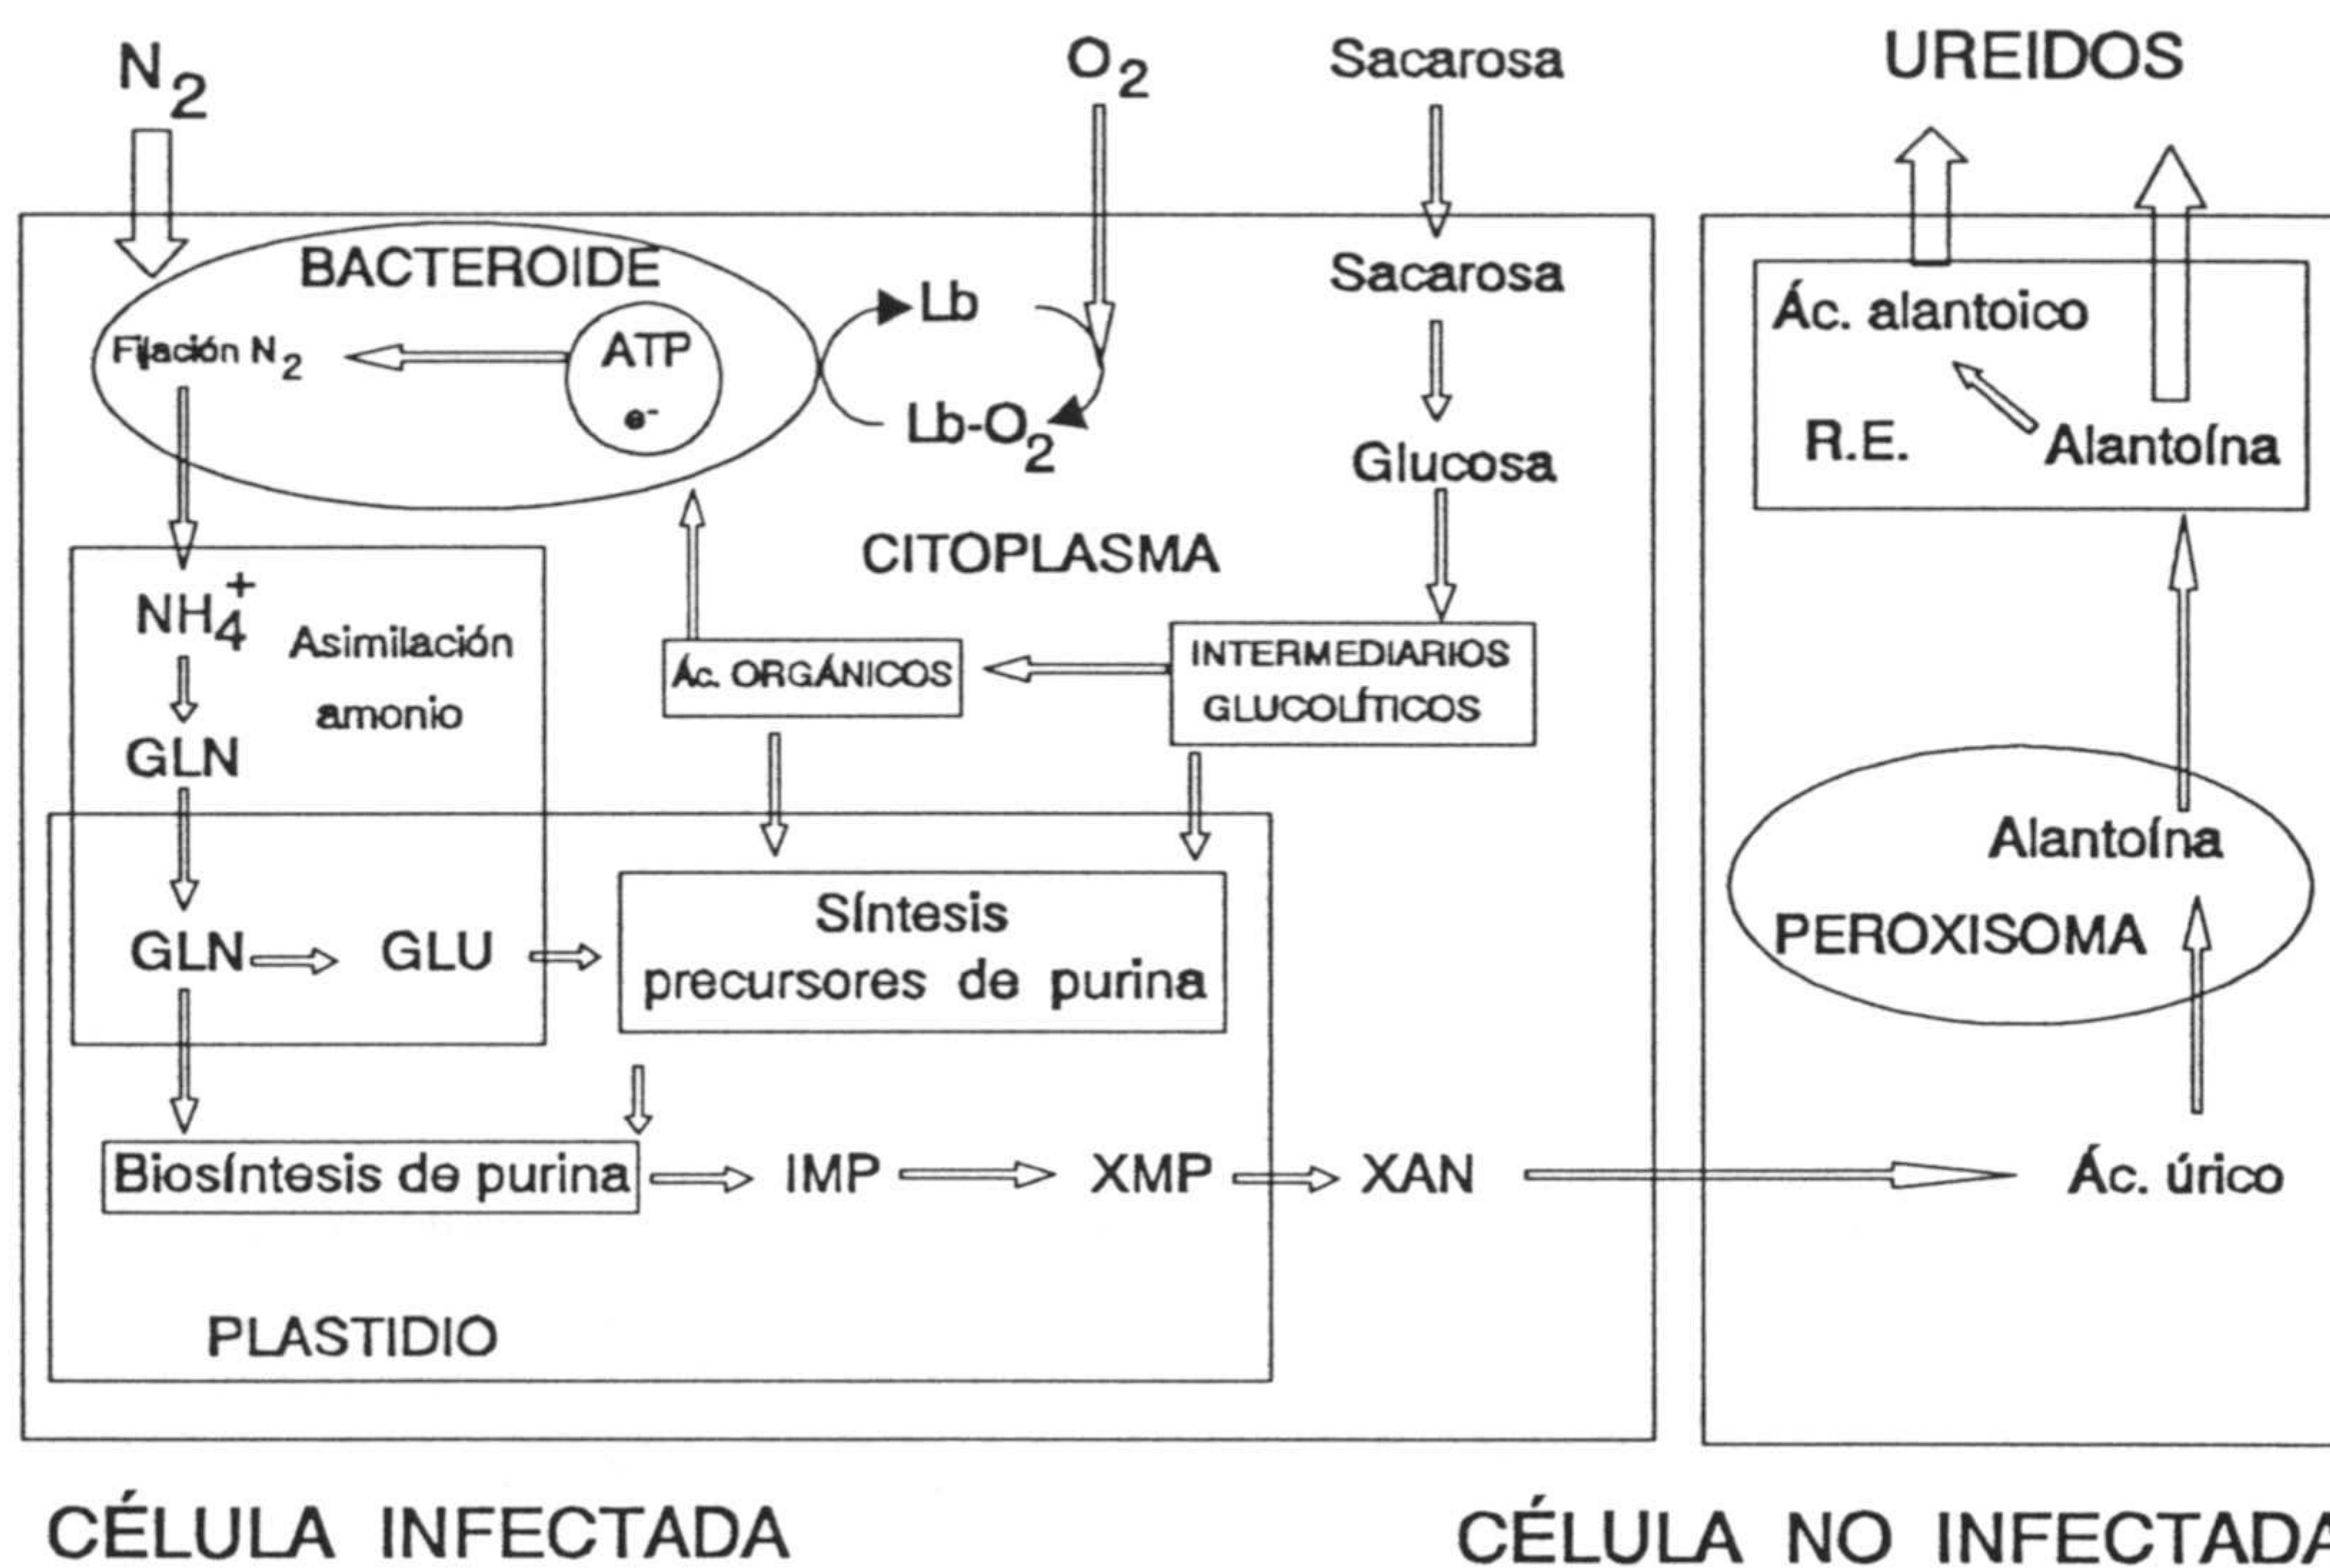 N2
O2
Sacarosa
UREIDOS
BACTEROIDE
Fijación N2
ATP
e-
Lb
Lb-O2
Sacarosa
Glucosa
CITOPLASMA
NH4+
Asimilación
amonio
GLN
Ác. ORGÁNICOS
INTERMEDIARIOS
GLUCOLÍTICOS
GLN
GLU
Síntesis
precursores de purina
Biosíntesis de purina
IMP
XMP
XAN
PLASTIDIO
Ác. alantoico
R.E.
Alantoína
Alantoína
PEROXISOMA
Ác. úrico
CÉLULA INFECTADA
CÉLULA NO INFECTADA